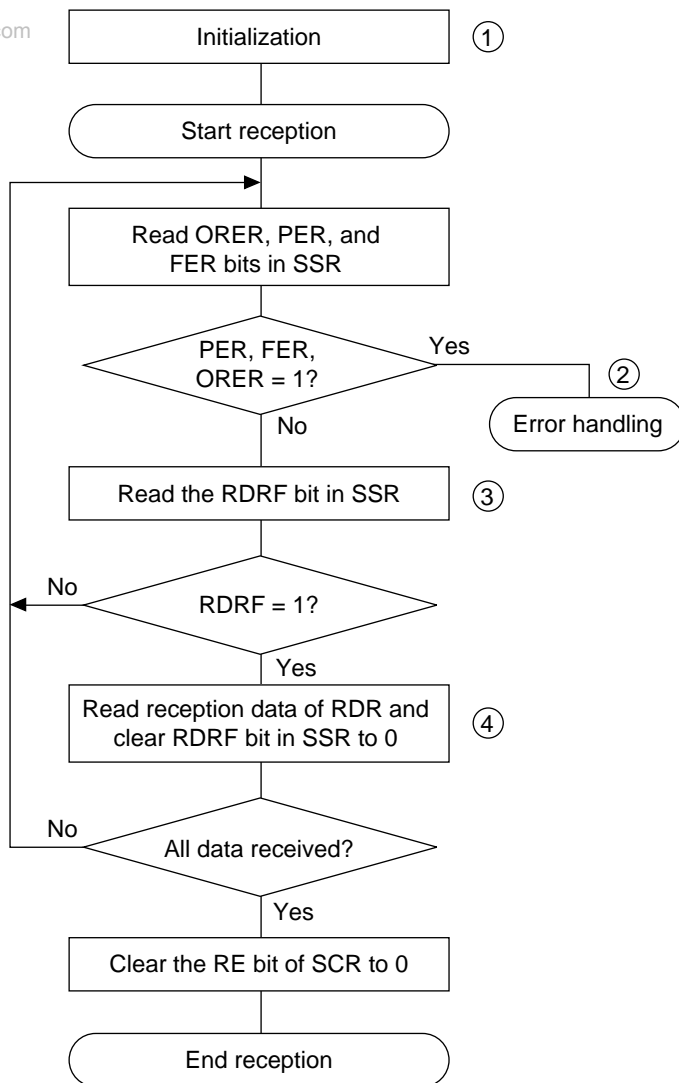 com
Initialization
1
Start reception
Read ORER, PER, and
FER bits in SSR
PER, FER,
ORER = 1?
Yes
2
Error handling
No
Read the RDRF bit in SSR
3
No
RDRF = 1?
Yes
Read reception data of RDR and
clear RDRF bit in SSR to 0
4
No
All data received?
Yes
Clear the RE bit of SCR to 0
End reception